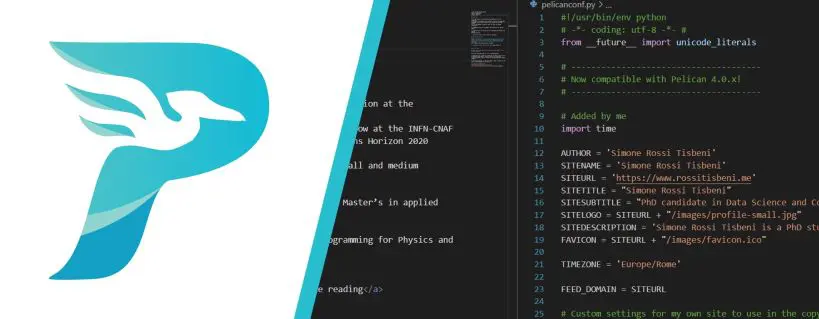 ion at the
ow at the INFN-CNAF
ns Horizon 2020
all and medium
Master’s in applied
ogramming for Physics and
e reading</a>
pelicanconf.py > ...
1 #!/usr/bin/env python
2 # -*- coding: utf-8 -*- #
3 from __future__ import unicode_literals
4
5 # -------------------------------------
6 # Now compatible with Pelican 4.0.x!
7 # -------------------------------------
8
9 # Added by me
10 import time
11
12 AUTHOR = 'Simone Rossi Tisbeni'
13 SITENAME = 'Simone Rossi Tisbeni'
14 SITEURL = 'https://www.rossitisbeni.me'
15 SITETITLE = "Simone Rossi Tisbeni"
16 SITESUBTITLE = "PhD candidate in Data Science and Co
17 SITELOGO = SITEURL + "/images/profile-small.jpg"
18 SITEDESCRIPTION = 'Simone Rossi Tisbeni is a PhD stu
19 FAVICON = SITEURL + "/images/favicon.ico"
20
21 TIMEZONE = 'Europe/Rome'
22
23 FEED_DOMAIN = SITEURL
24
25 # Custom settings for my own site to use in the copy